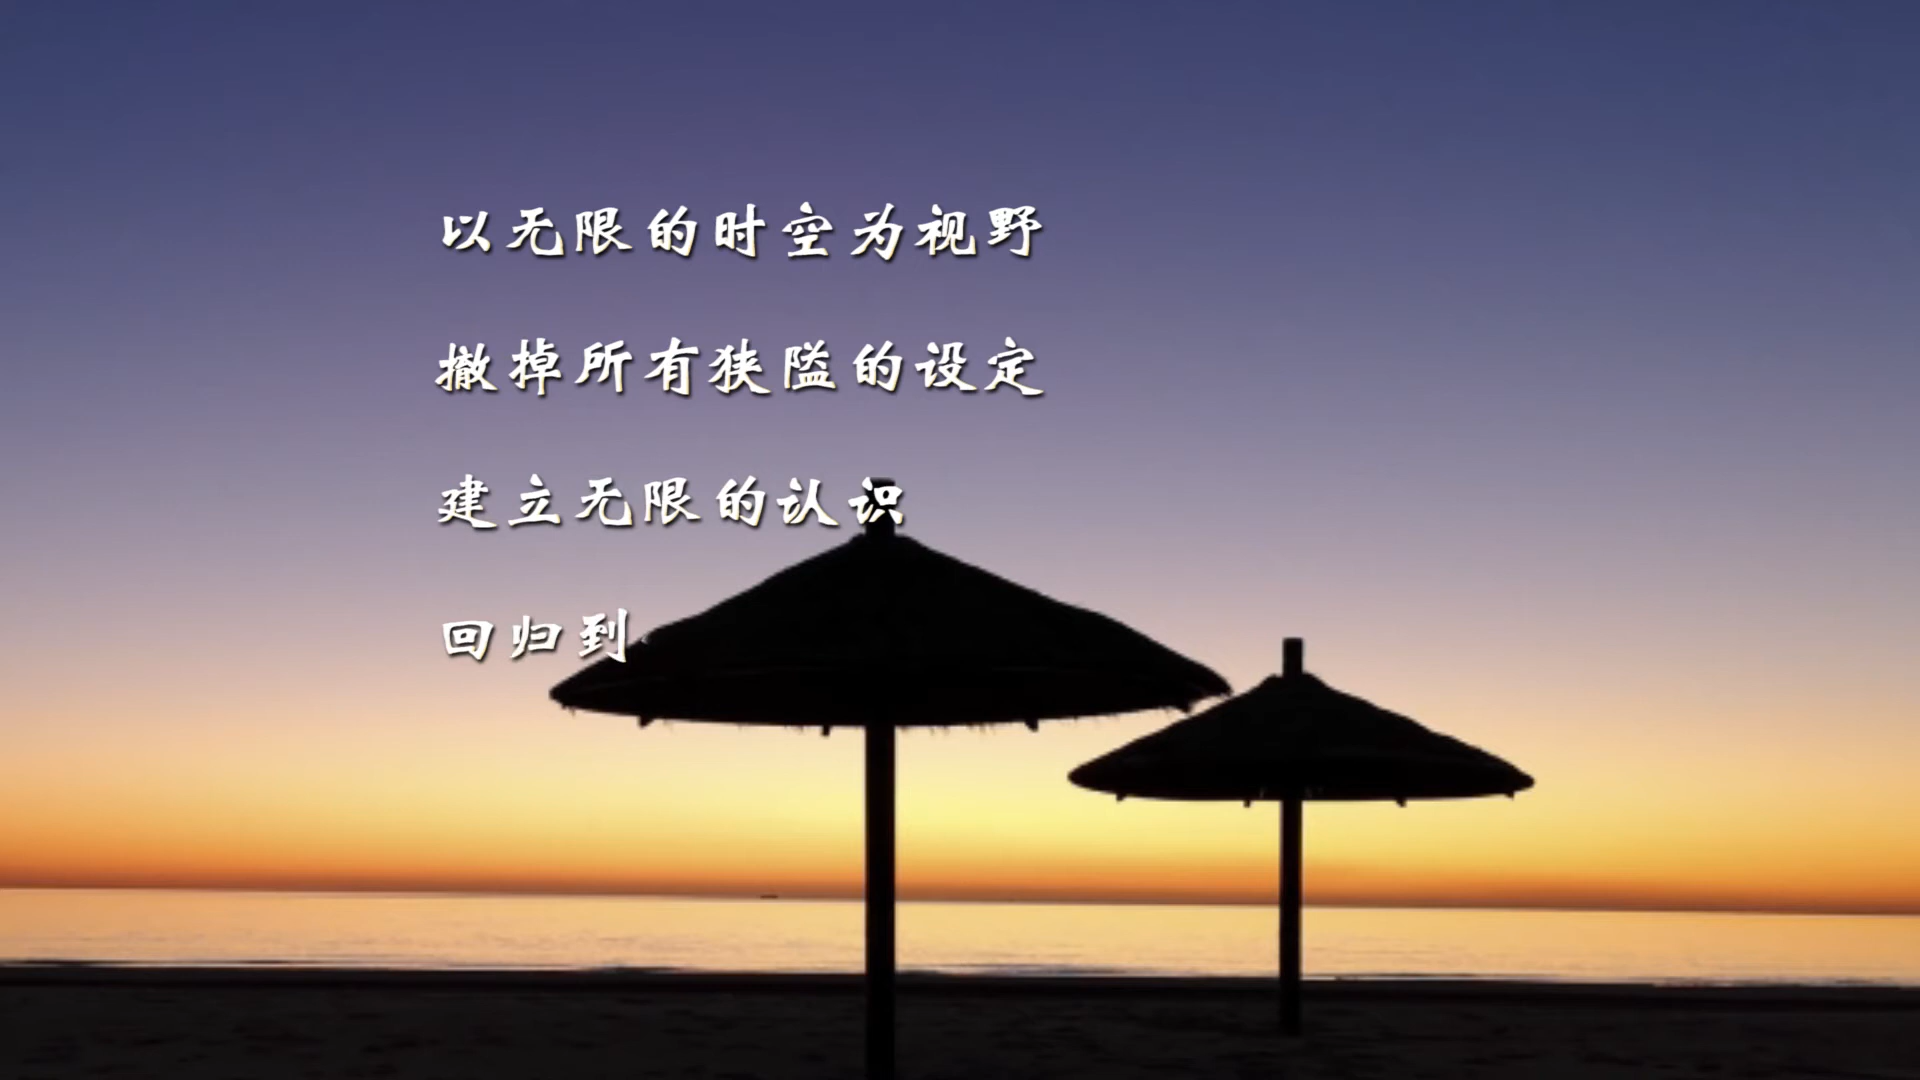 以无限的时空为视野
撤掉所有狭隘的设定
建立无限的认识
回归到